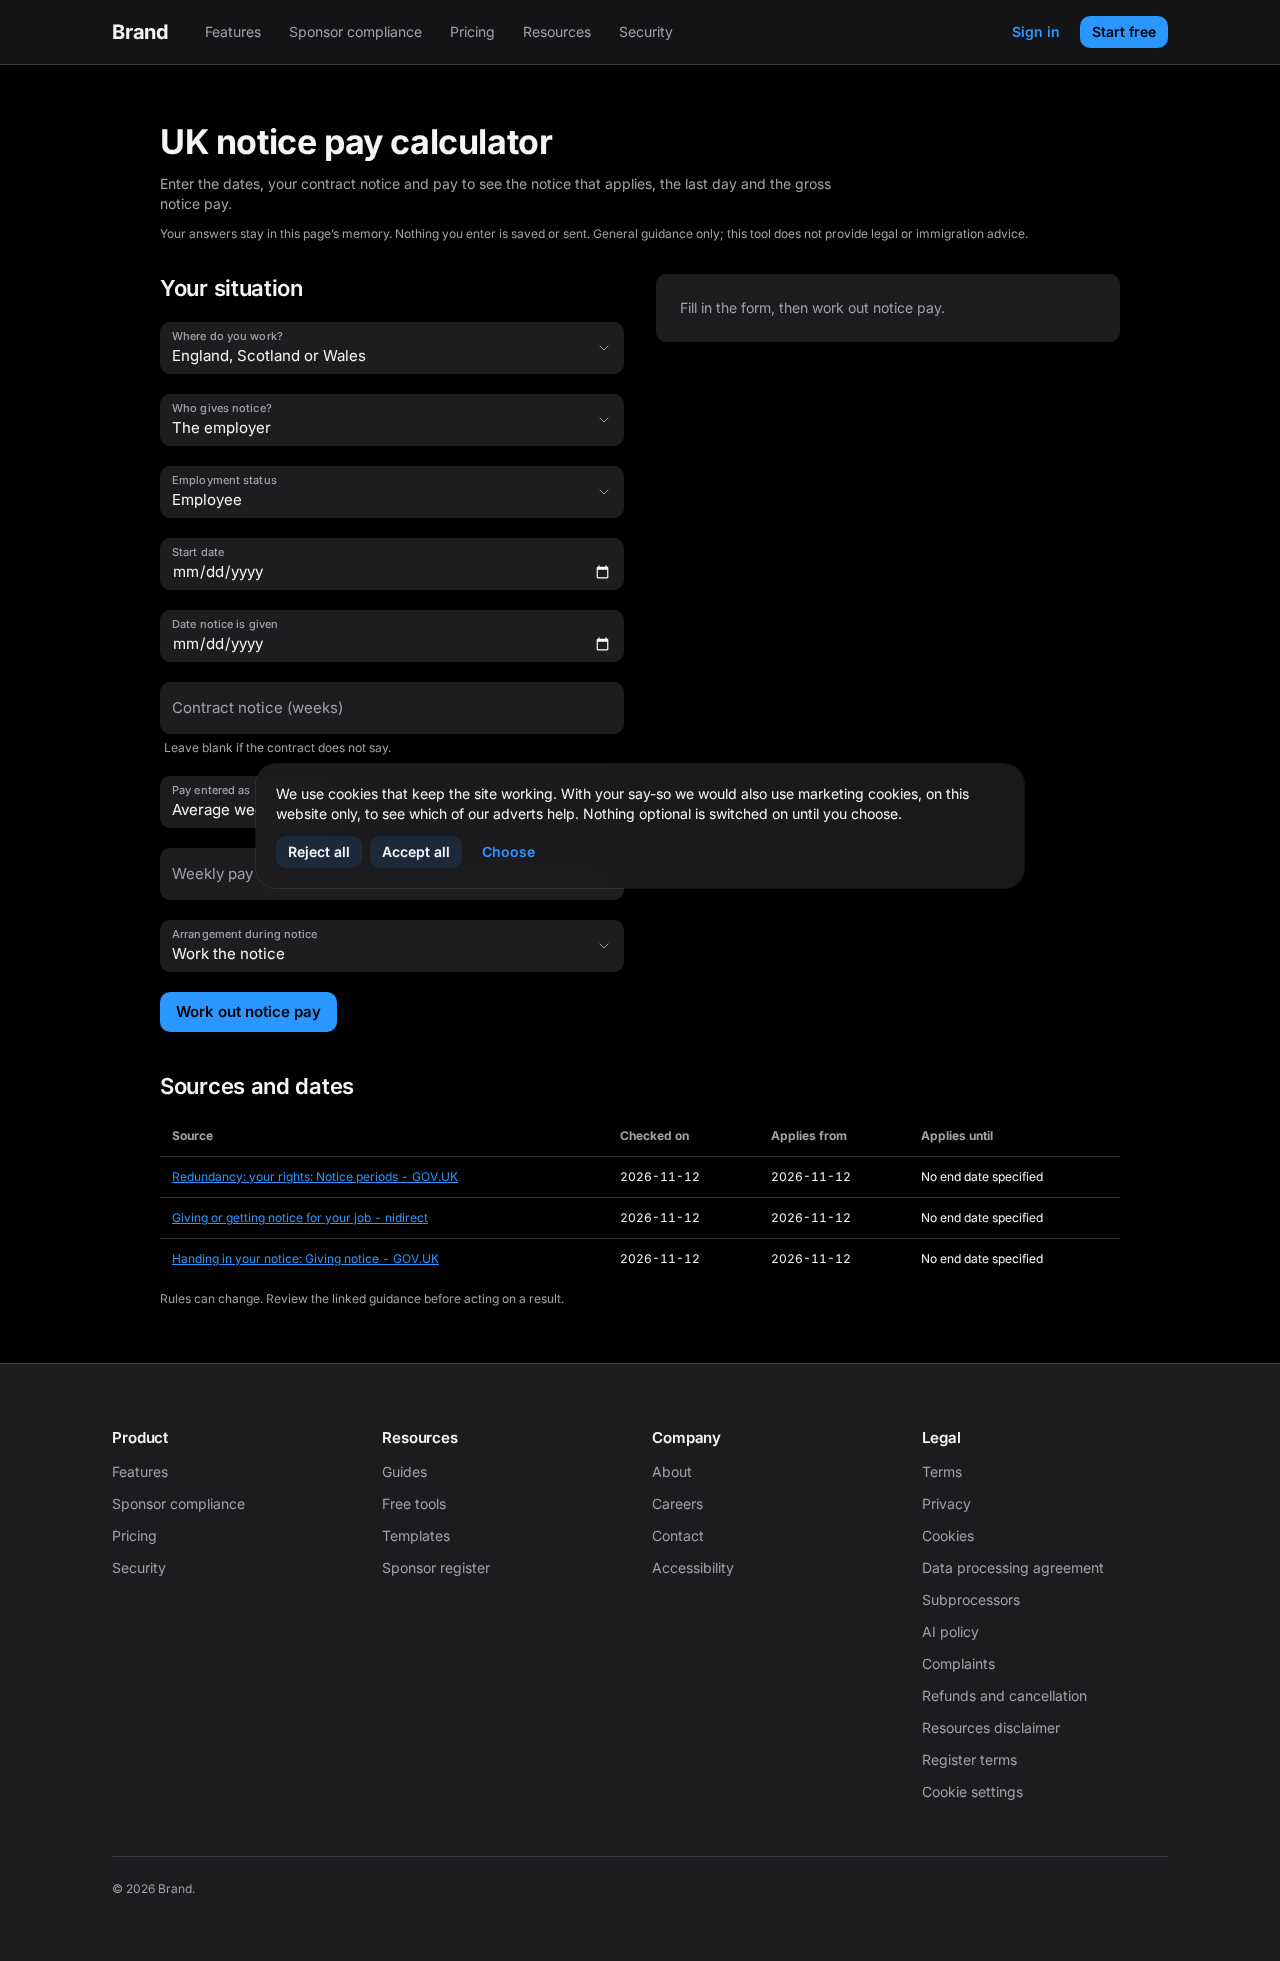 Brand
Features
Sponsor compliance
Pricing
Resources
Security
Sign in
Start free
UK notice pay calculator
Enter the dates, your contract notice and pay to see the notice that applies, the last day and the gross
notice pay.
Your answers stay in this page's memory. Nothing you enter is saved or sent. General guidance only; this tool does not provide legal or immigration advice.
Your situation
Where do you work?
England, Scotland or Wales
Who gives notice?
The employer
Employment status
Employee
Start date
mm/dd/yyyy
Date notice is given
mm/dd/yyyy
Contract notice (weeks)
Leave blank if the contract does not say.
Pay entered as
Average we
Weekly pay
Arrangement during notice
Work the notice
Work out notice pay
Fill in the form, then work out notice pay.
We use cookies that keep the site working. With your say-so we would also use marketing cookies, on this
website only, to see which of our adverts help. Nothing optional is switched on until you choose.
Reject all
Accept all
Choose
Sources and dates
Source Checked on Applies from Applies until
Redundancy: your rights: Notice periods - GOV.UK 2026-11-12 2026-11-12 No end date specified
Giving or getting notice for your job - nidirect 2026-11-12 2026-11-12 No end date specified
Handing in your notice: Giving notice - GOV.UK 2026-11-12 2026-11-12 No end date specified
Rules can change. Review the linked guidance before acting on a result.
Product
Features
Sponsor compliance
Pricing
Security
Resources
Guides
Free tools
Templates
Sponsor register
Company
About
Careers
Contact
Accessibility
Legal
Terms
Privacy
Cookies
Data processing agreement
Subprocessors
AI policy
Complaints
Refunds and cancellation
Resources disclaimer
Register terms
Cookie settings
© 2026 Brand.